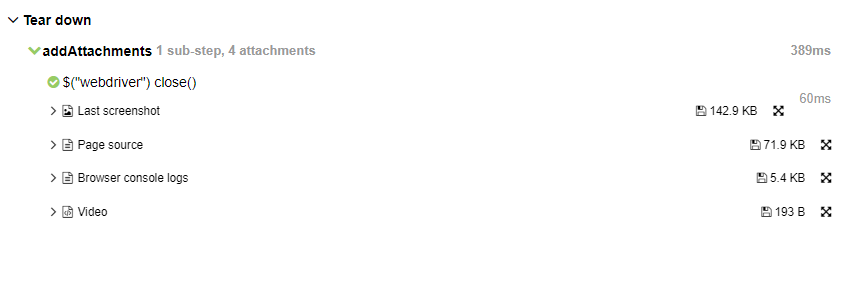 Tear down
addAttachments 1 sub-step, 4 attachments 389ms
$("webdriver") close()
60ms
Last screenshot 142.9 KB
Page source 71.9 KB
Browser console logs 5.4 KB
Video 193 B